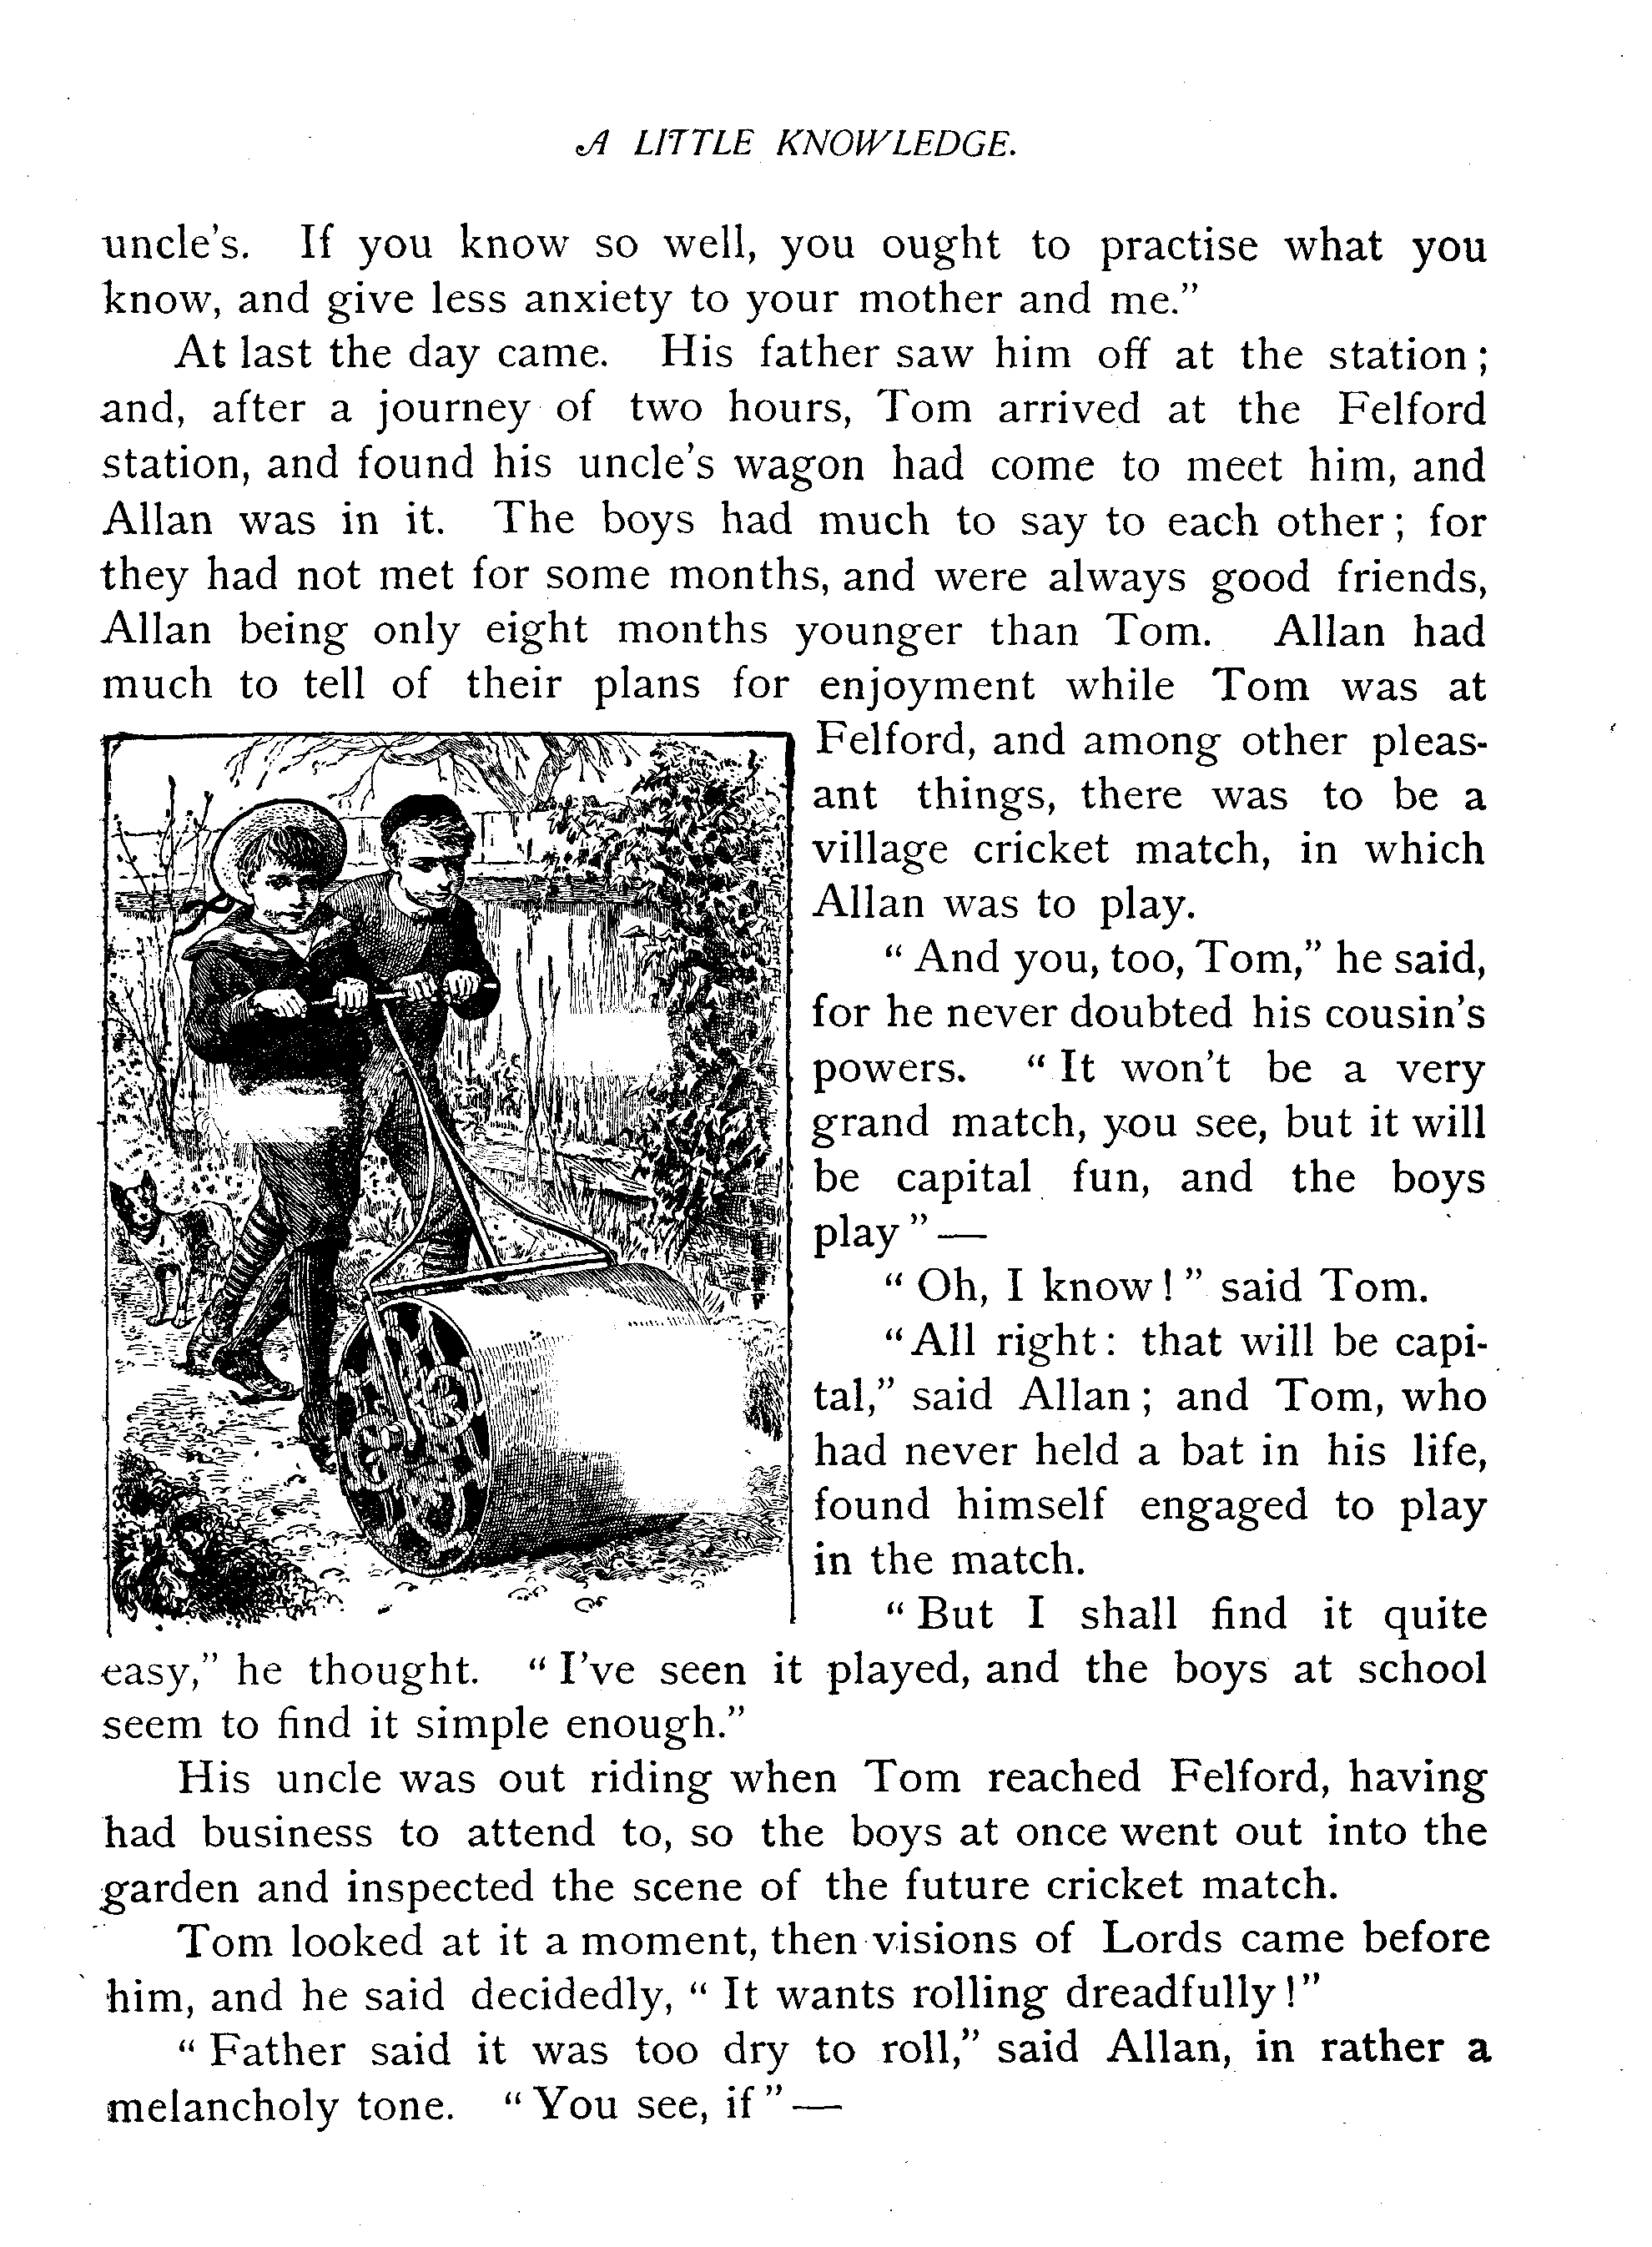 A LITTLE KNOWLEDGE.
uncle's. If you know so well, you ought to practise what you
know, and give less anxiety to your mother and me."
At last the day came. His father saw him off at the station;
and, after a journey of two hours, Tom arrived at the Felford
station, and found his uncle's wagon had come to meet him, and
Allan was in it. The boys had much to say to each other; for
they had not met for some months, and were always good friends,
Allan being only eight months younger than Tom. Allan had
much to tell of their plans for enjoyment while Tom was at
Felford, and among other pleas-
ant things, there was to be a
village cricket match, in which
Allan was to play.
"And you, too, Tom," he said,
for he never doubted his cousin's
powers. "It won't be a very
grand match, you see, but it will
be capital fun, and the boys
play"—
"Oh, I know!" said Tom.
"All right: that will be capi-
tal," said Allan; and Tom, who
had never held a bat in his life,
found himself engaged to play
in the match.
"But I shall find it quite
easy," he thought. "I've seen it played, and the boys at school
seem to find it simple enough."
His uncle was out riding when Tom reached Felford, having
had business to attend to, so the boys at once went out into the
garden and inspected the scene of the future cricket match.
Tom looked at it a moment, then visions of Lords came before
him, and he said decidedly, "It wants rolling dreadfully!"
"Father said it was too dry to roll," said Allan, in rather a
melancholy tone. "You see, if"—